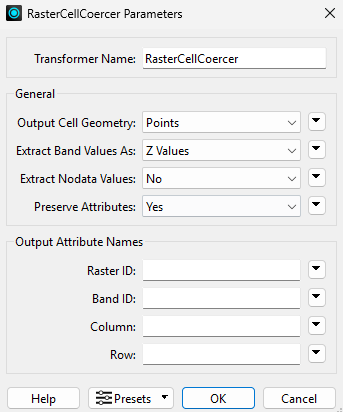 RasterCellCoercer Parameters
Transformer Name: RasterCellCoercer
General
Output Cell Geometry: Points
Extract Band Values As: Z Values
Extract Nodata Values: No
Preserve Attributes: Yes
Output Attribute Names
Raster ID:
Band ID:
Column:
Row:
Help Presets OK Cancel